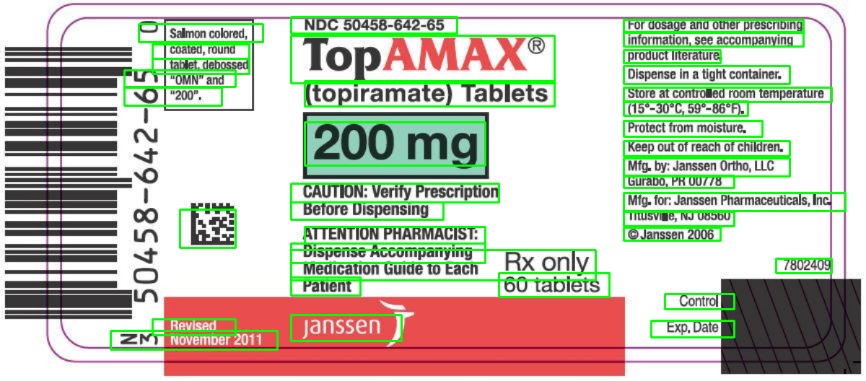 N
3 50458-642-65 0
Salmon colored,
coated, round
tablet, debossed
"OMN" and
"200".
Revised
November 2011
NDC 50458-642-65
TopAMAX®
(topiramate) Tablets
200 mg
CAUTION: Verify Prescription
Before Dispensing
ATTENTION PHARMACIST:
Dispense Accompanying
Medication Guide to Each
Patient
Rx only
60 tablets
janssen
For dosage and other prescribing
information, see accompanying
product literature
Dispense in a tight container.
Store at controlled room temperature
(15°-30°C, 59°-86°F).
Protect from moisture.
Keep out of reach of children.
Mfg. by: Janssen Ortho, LLC
Gurabo, PR 00778
Mfg. for: Janssen Pharmaceuticals, Inc.
Titusville, NJ 08560
© Janssen 2006
7802409
Control
Exp. Date